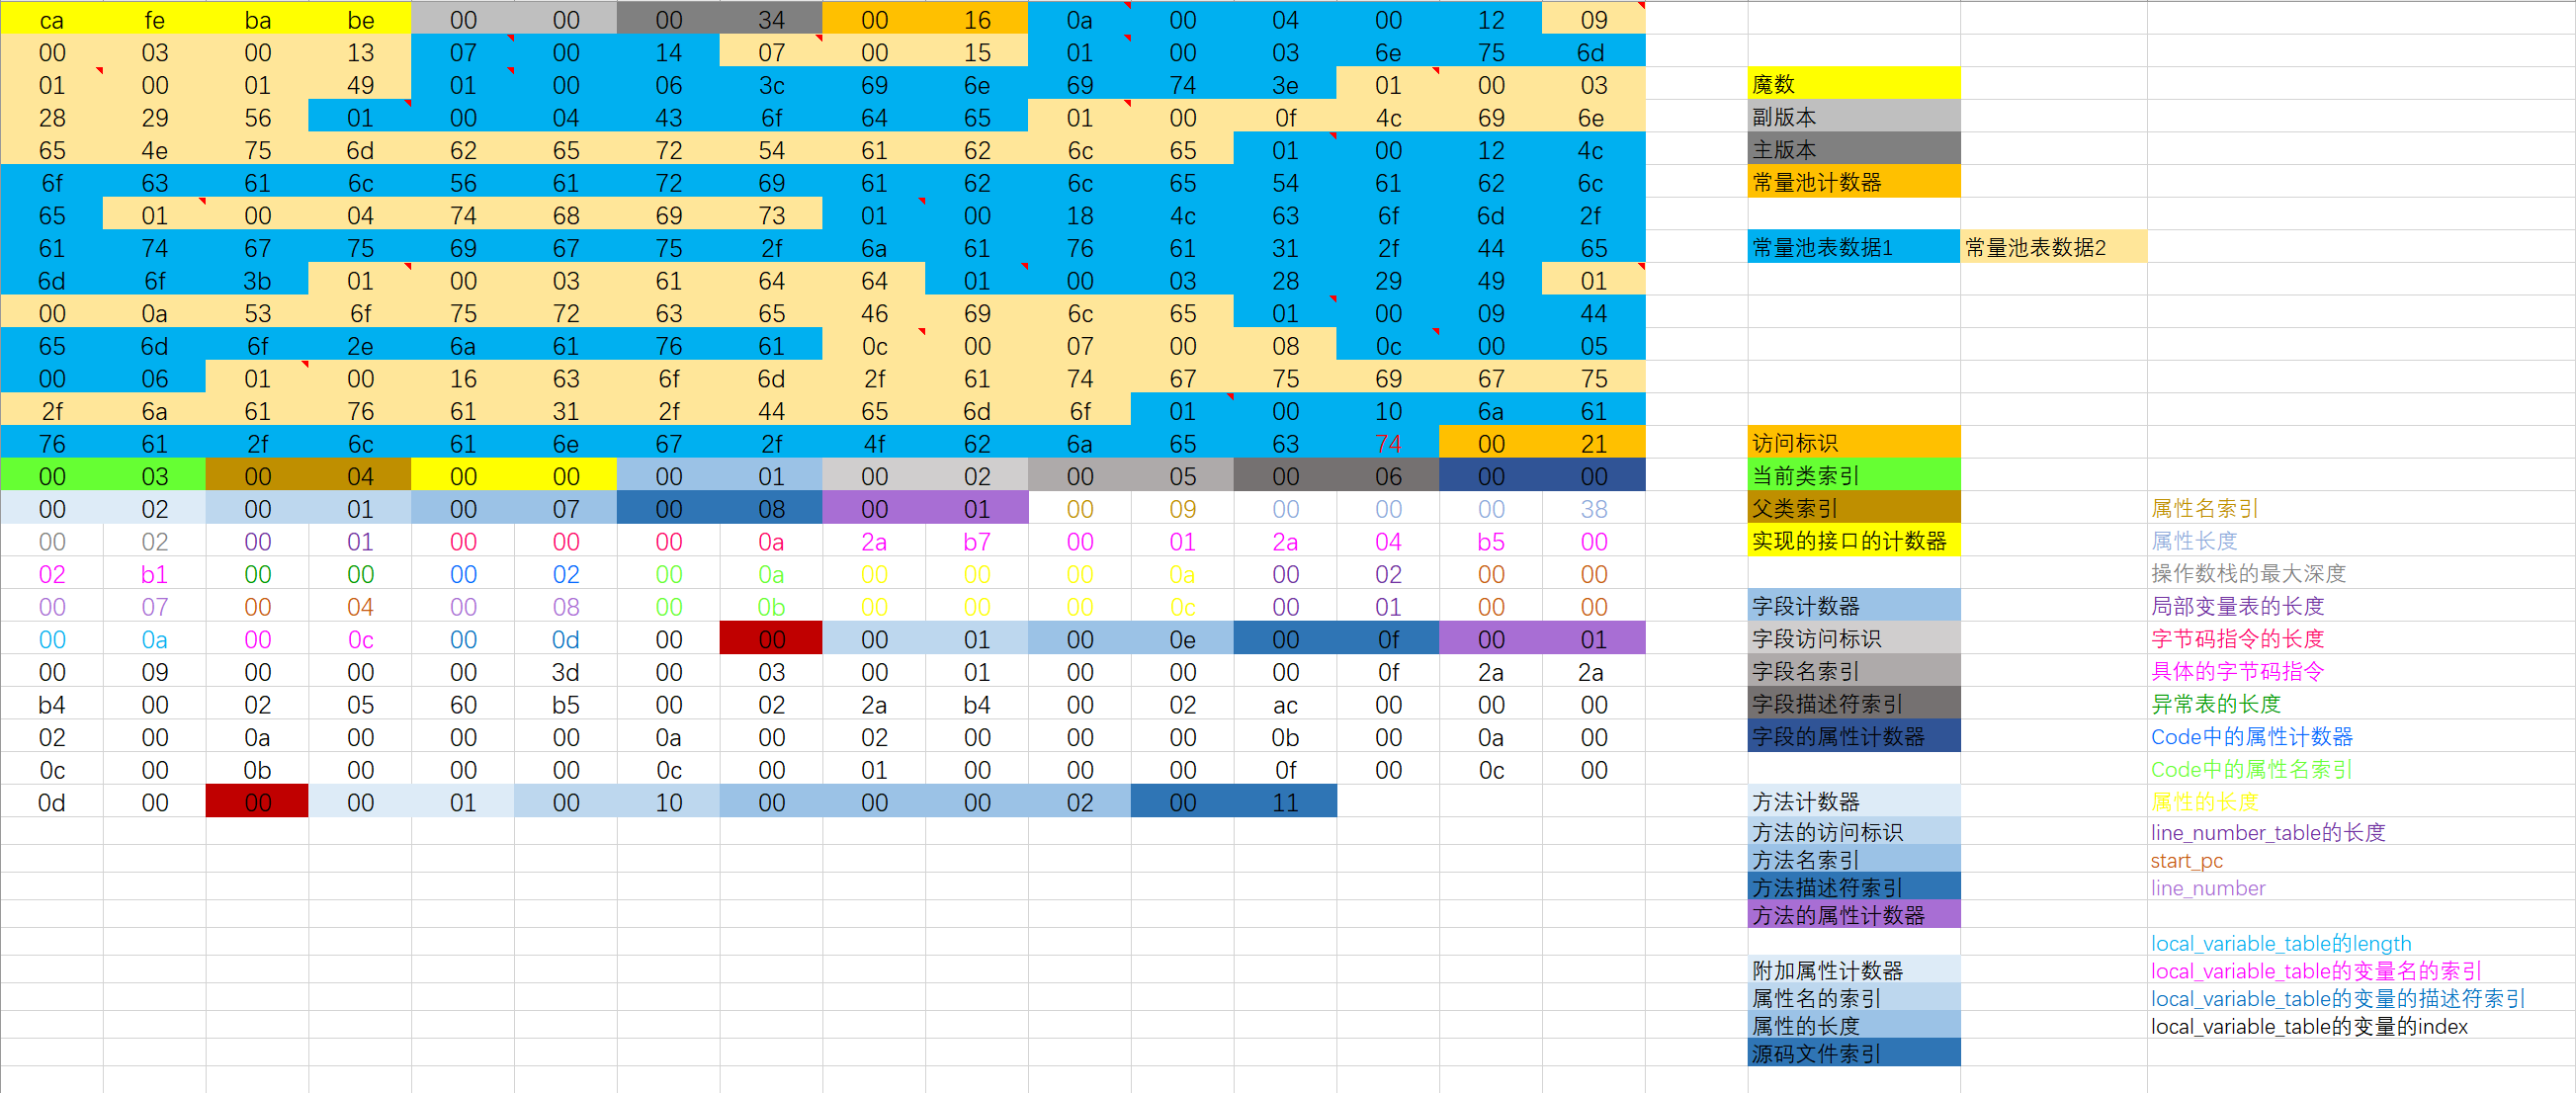 ca fe ba be 00 00 00 34 00 16 0a 00 04 00 12 09
00 03 00 13 07 00 14 07 00 15 01 00 03 6e 75 6d
01 00 01 49 01 00 06 3c 69 6e 69 74 3e 01 00 03 魔数
28 29 56 01 00 04 43 6f 64 65 01 00 0f 4c 69 6e 副版本
65 4e 75 6d 62 65 72 54 61 62 6c 65 01 00 12 4c 主版本
6f 63 61 6c 56 61 72 69 61 62 6c 65 54 61 62 6c 常量池计数器
65 01 00 04 74 68 69 73 01 00 18 4c 63 6f 6d 2f
61 74 67 75 69 67 75 2f 6a 61 76 61 31 2f 44 65 常量池表数据1 常量池表数据2
6d 6f 3b 01 00 03 61 64 64 01 00 03 28 29 49 01
00 0a 53 6f 75 72 63 65 46 69 6c 65 01 00 09 44
65 6d 6f 2e 6a 61 76 61 0c 00 07 00 08 0c 00 05
00 06 01 00 16 63 6f 6d 2f 61 74 67 75 69 67 75
2f 6a 61 76 61 31 2f 44 65 6d 6f 01 00 10 6a 61
76 61 2f 6c 61 6e 67 2f 4f 62 6a 65 63 74 00 21 访问标识
00 03 00 04 00 00 00 01 00 02 00 05 00 06 00 00 当前类索引
00 02 00 01 00 07 00 08 00 01 00 09 00 00 00 38 父类索引 属性名索引
00 02 00 01 00 00 00 0a 2a b7 00 01 2a 04 b5 00 实现的接口的计数器 属性长度
02 b1 00 00 00 02 00 0a 00 00 00 0a 00 02 00 00 操作数栈的最大深度
00 07 00 04 00 08 00 0b 00 00 00 0c 00 01 00 00 字段计数器 局部变量表的长度
00 0a 00 0c 00 0d 00 00 00 01 00 0e 00 0f 00 01 字段访问标识 字节码指令的长度
00 09 00 00 00 3d 00 03 00 01 00 00 00 0f 2a 2a 字段名索引 具体的字节码指令
b4 00 02 05 60 b5 00 02 2a b4 00 02 ac 00 00 00 字段描述符索引 异常表的长度
02 00 0a 00 00 00 0a 00 02 00 00 00 0b 00 0a 00 字段的属性计数器 Code中的属性计数器
0c 00 0b 00 00 00 0c 00 01 00 00 00 0f 00 0c 00 Code中的属性名索引
0d 00 00 00 01 00 10 00 00 00 02 00 11 方法计数器 属性的长度
方法的访问标识 line_number_table的长度
方法名索引 start_pc
方法描述符索引 line_number
方法的属性计数器
local_variable_table的length
附加属性计数器 local_variable_table的变量名的索引
属性名的索引 local_variable_table的变量的描述符索引
属性的长度 local_variable_table的变量的index
源码文件索引